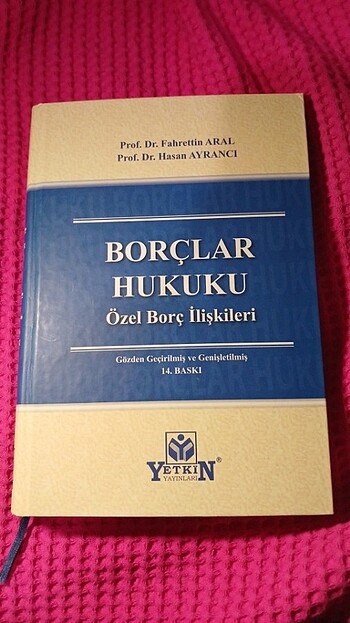 Prof. Dr. Fahrettin ARAL
Prof. Dr. Hasan AYRANCI
BORÇLAR
HUKUKU
Özel Borç İlişkileri
Gözden Geçirilmiş ve Genişletilmiş
14. BASKI
YETKİN®
YAYINLARI